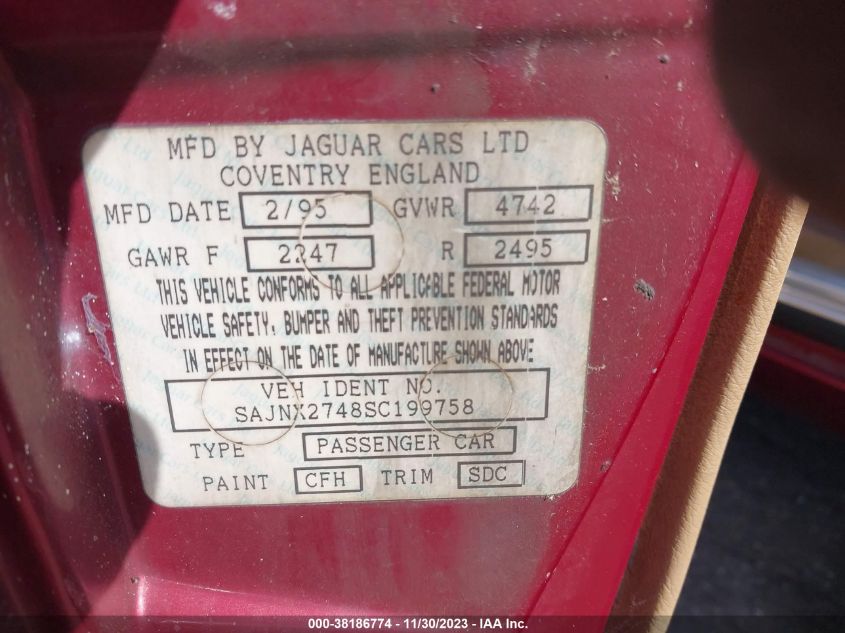 MFD BY JAGUAR CARS LTD
COVENTRY ENGLAND
MFD DATE 2/95 GVWR 4742
GAWR F 2247 R 2495
THIS VEHICLE CONFORMS TO ALL APPLICABLE FEDERAL MOTOR
VEHICLE SAFETY, BUMPER AND THEFT PREVENTION STANDARDS
IN EFFECT ON THE DATE OF MANUFACTURE SHOWN ABOVE
VEH IDENT NO.
SAJNX2748SC199758
TYPE PASSENGER CAR
PAINT CFH TRIM SDC
000-38186774 - 11/30/2023 - IAA Inc.